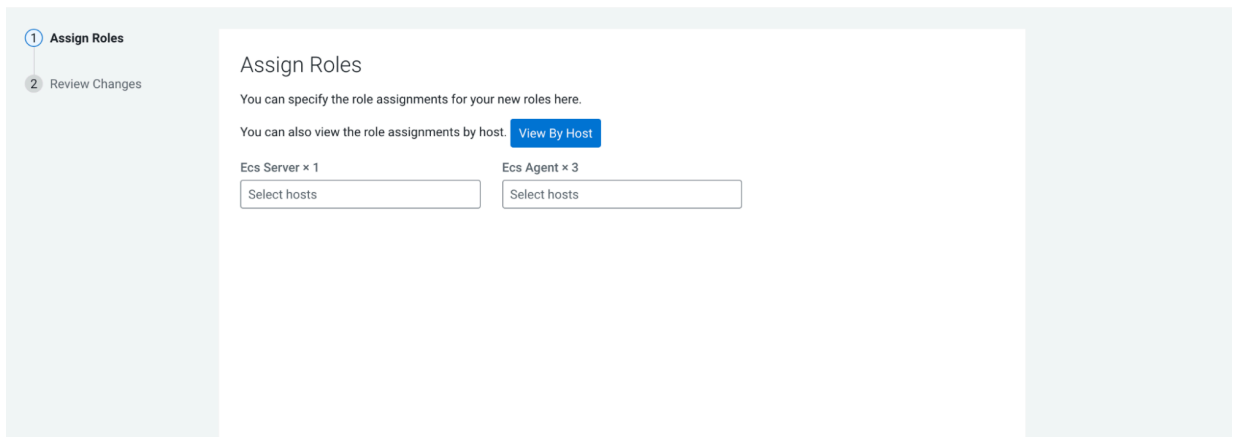 1 Assign Roles
2 Review Changes
Assign Roles
You can specify the role assignments for your new roles here.
You can also view the role assignments by host. View By Host
Ecs Server × 1 Ecs Agent × 3
Select hosts Select hosts